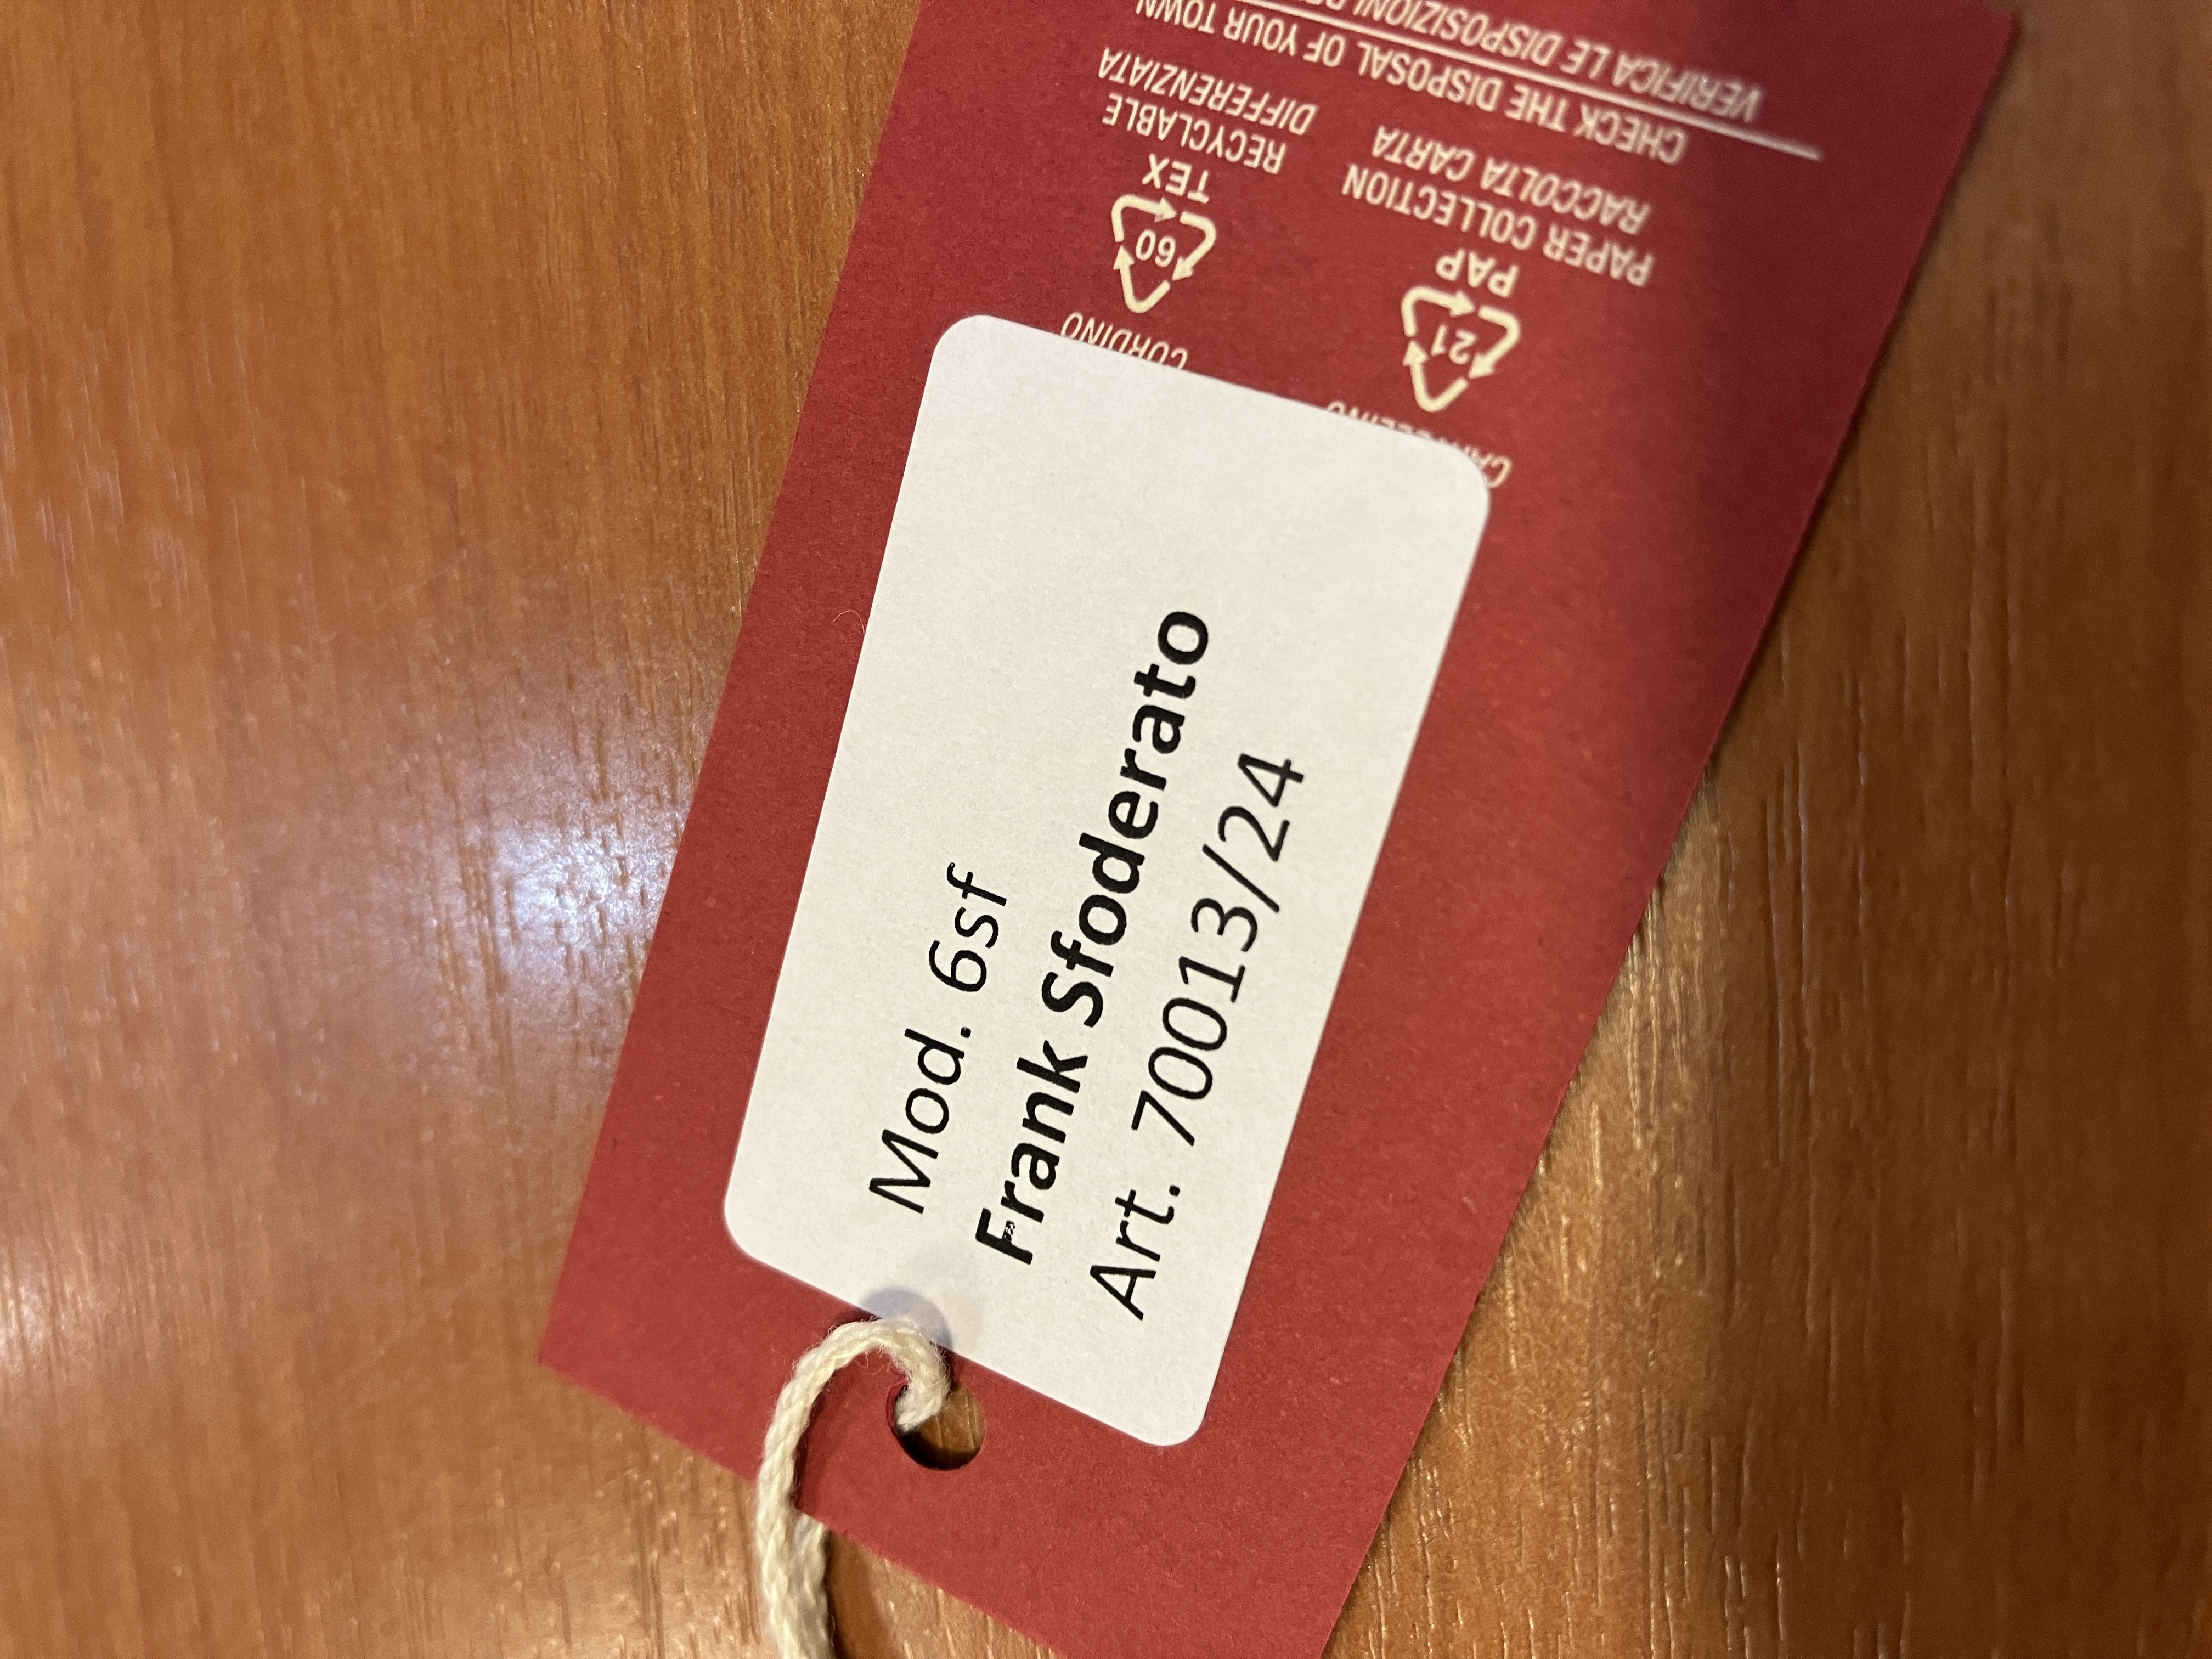 Mod. 6sf
Frank Sfoderato
Art. 70013/24
CORDINO
60
TEX
RECYCLABLE
DIFFERENZIATA
21
PAP
PAPER COLLECTION
RACCOLTA CARTA
CHECK THE DISPOSAL OF YOUR TOWN
VERIFICA LE DISPOSIZIONI